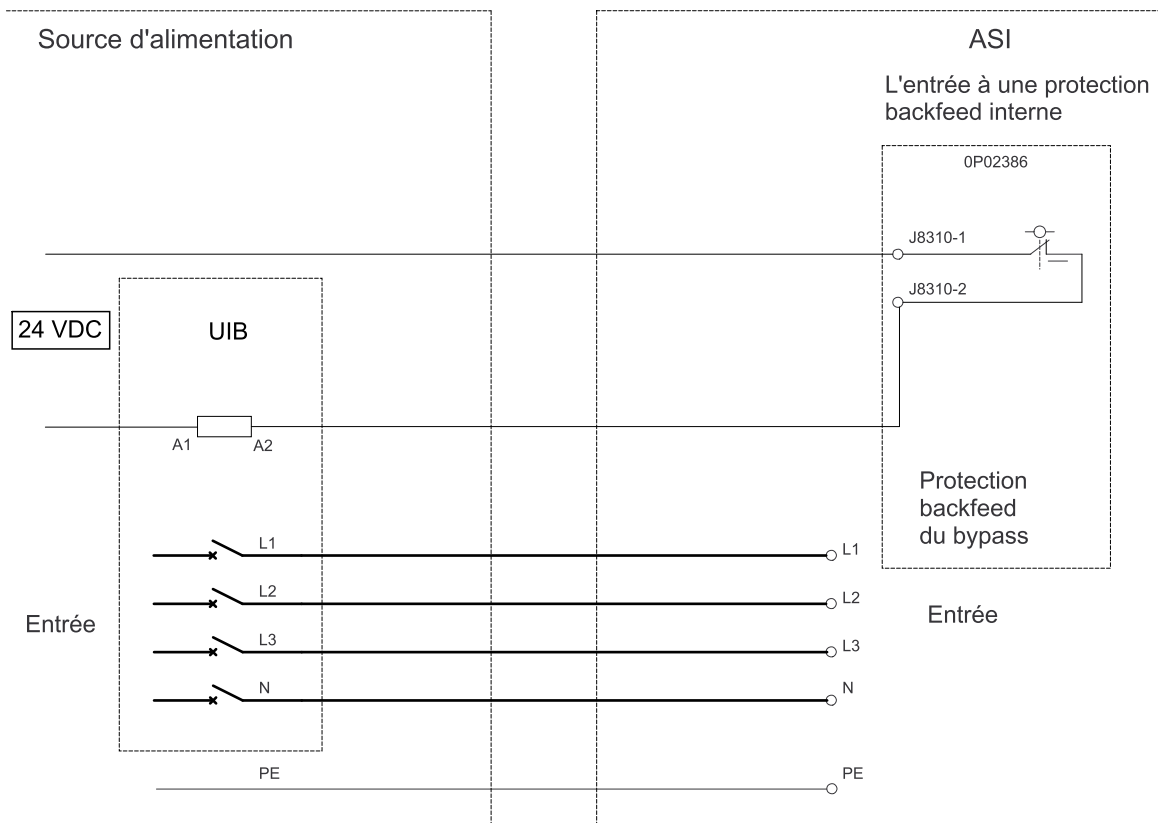 Source d'alimentation
ASI
L'entrée à une protection
backfeed interne
0P02386
J8310-1
J8310-2
24 VDC
UIB
A1
A2
Protection
backfeed
du bypass
L1
L1
L2
L2
Entrée
Entrée
L3
L3
N
N
PE
PE